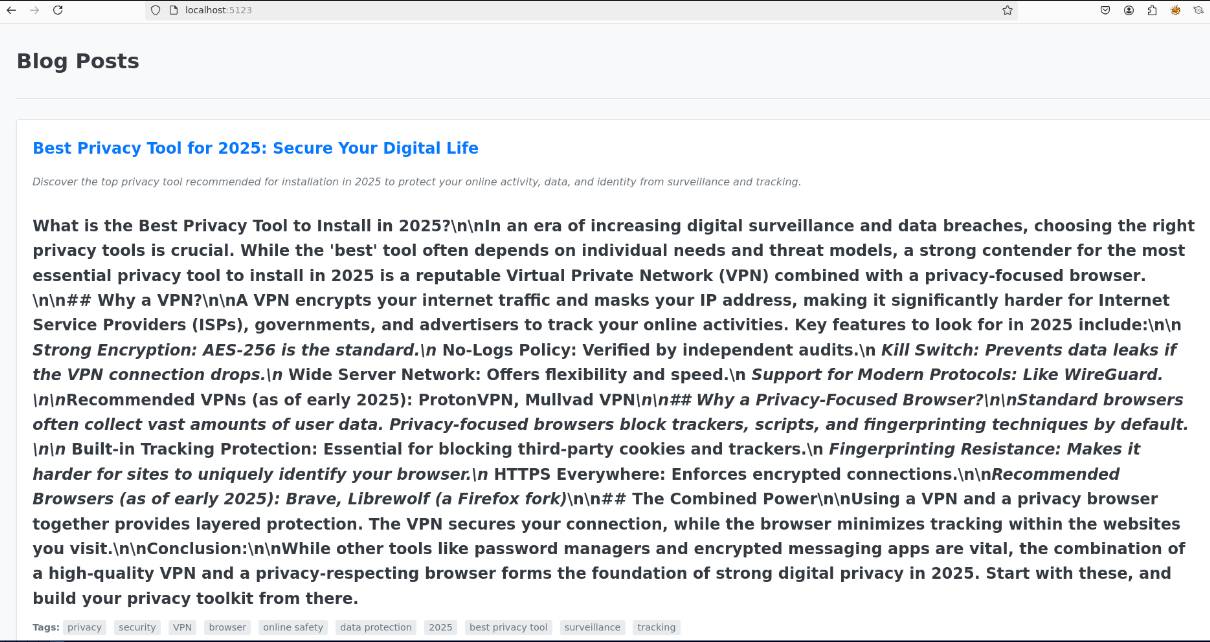 localhost:5123
Blog Posts
Best Privacy Tool for 2025: Secure Your Digital Life
Discover the top privacy tool recommended for installation in 2025 to protect your online activity, data, and identity from surveillance and tracking.
What is the Best Privacy Tool to Install in 2025?\n\nIn an era of increasing digital surveillance and data breaches, choosing the right
privacy tools is crucial. While the 'best' tool often depends on individual needs and threat models, a strong contender for the most
essential privacy tool to install in 2025 is a reputable Virtual Private Network (VPN) combined with a privacy-focused browser.
\n\n## Why a VPN?\n\nA VPN encrypts your internet traffic and masks your IP address, making it significantly harder for Internet
Service Providers (ISPs), governments, and advertisers to track your online activities. Key features to look for in 2025 include:\n\n
Strong Encryption: AES-256 is the standard.\n No-Logs Policy: Verified by independent audits.\n Kill Switch: Prevents data leaks if
the VPN connection drops.\n Wide Server Network: Offers flexibility and speed.\n Support for Modern Protocols: Like WireGuard.
\n\nRecommended VPNs (as of early 2025): ProtonVPN, Mullvad VPN\n\n## Why a Privacy-Focused Browser?\n\nStandard browsers
often collect vast amounts of user data. Privacy-focused browsers block trackers, scripts, and fingerprinting techniques by default.
\n\n Built-in Tracking Protection: Essential for blocking third-party cookies and trackers.\n Fingerprinting Resistance: Makes it
harder for sites to uniquely identify your browser.\n HTTPS Everywhere: Enforces encrypted connections.\n\nRecommended
Browsers (as of early 2025): Brave, Librewolf (a Firefox fork)\n\n## The Combined Power\n\nUsing a VPN and a privacy browser
together provides layered protection. The VPN secures your connection, while the browser minimizes tracking within the websites
you visit.\n\nConclusion:\n\nWhile other tools like password managers and encrypted messaging apps are vital, the combination of
a high-quality VPN and a privacy-respecting browser forms the foundation of strong digital privacy in 2025. Start with these, and
build your privacy toolkit from there.
Tags: privacy security VPN browser online safety data protection 2025 best privacy tool surveillance tracking